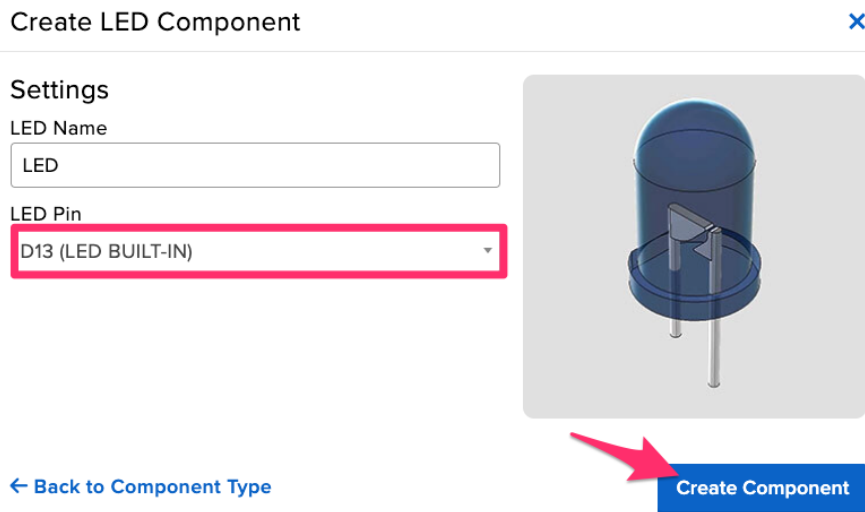 Create LED Component
Settings
LED Name
LED
LED Pin
D13 (LED BUILT-IN)
← Back to Component Type
Create Component